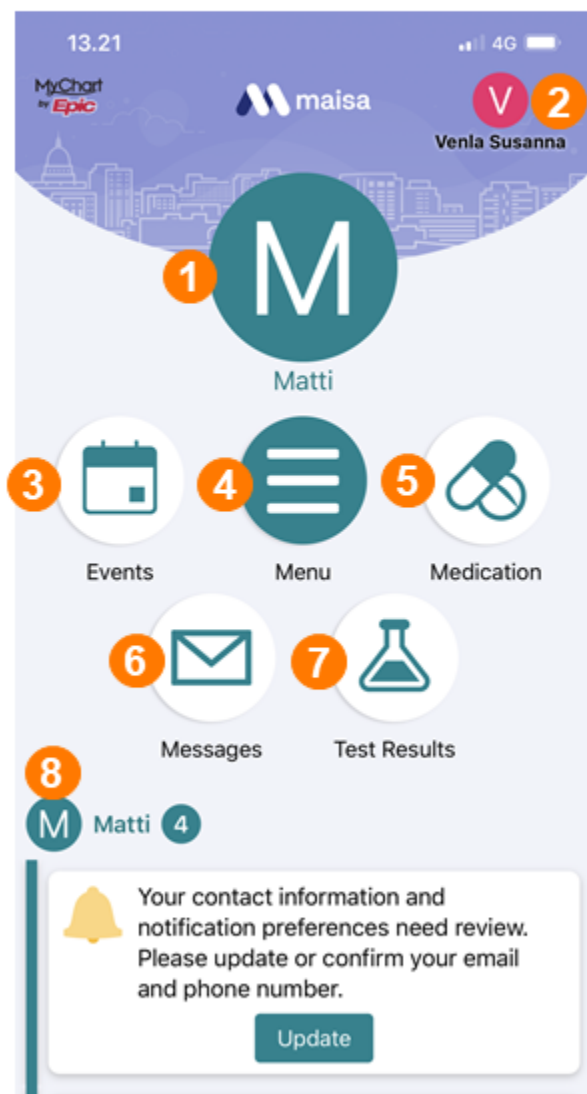 13.21
4G
MyChart
by Epic
maisa
V
2
Venla Susanna
1
M
Matti
3
4
5
Events
Menu
Medication
6
7
Messages
Test Results
8
M Matti 4
Your contact information and
notification preferences need review.
Please update or confirm your email
and phone number.
Update